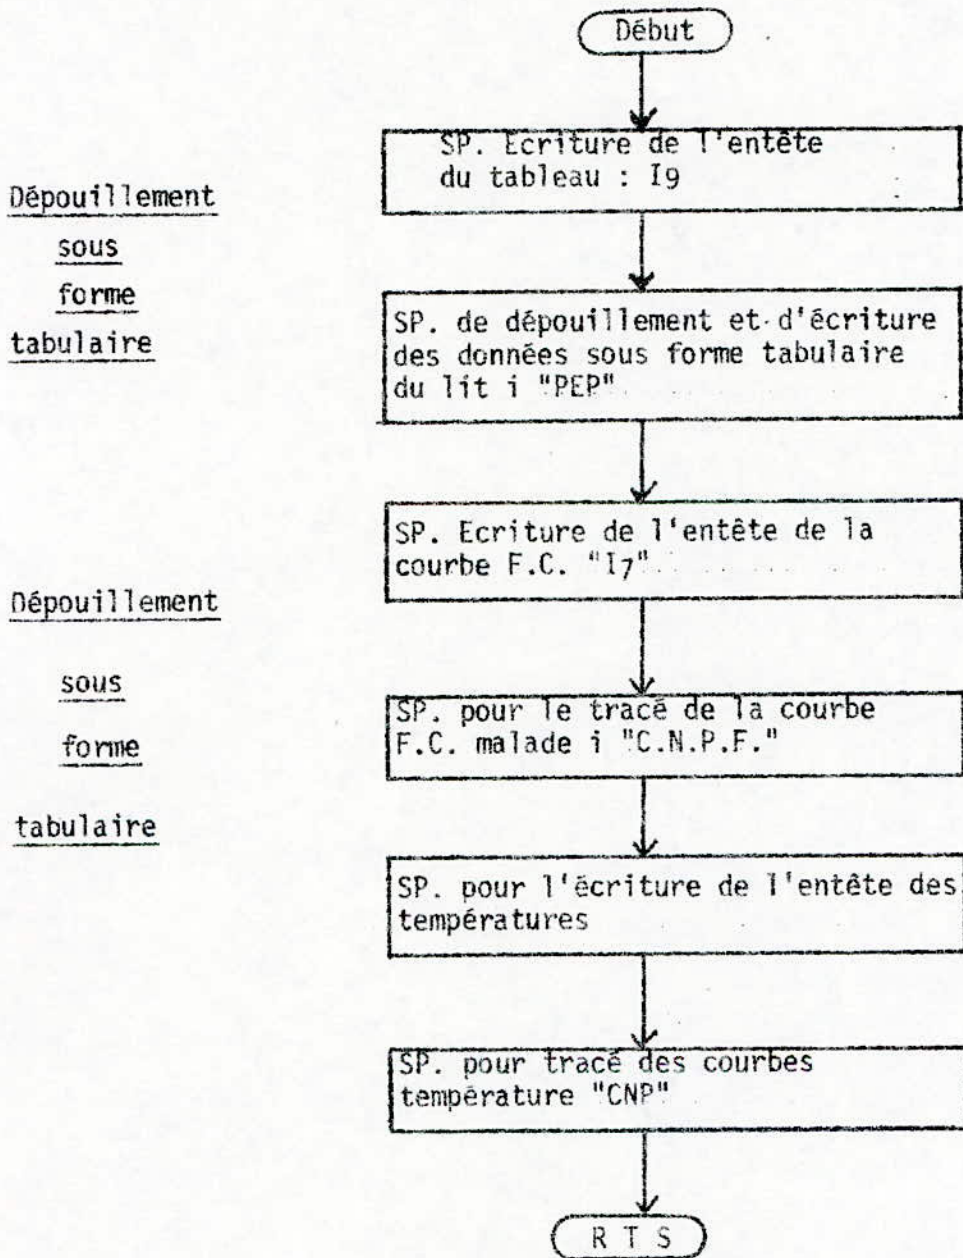 Début
SP. Ecriture de l'entête
du tableau : I9
Dépouillement
sous
forme
tabulaire
SP. de dépouillement et d'écriture
des données sous forme tabulaire
du lit i "PEP"
SP. Ecriture de l'entête de la
courbe F.C. "I7"
Dépouillement
sous
forme
tabulaire
SP. pour le tracé de la courbe
F.C. malade i "C.N.P.F."
SP. pour l'écriture de l'entête des
températures
SP. pour tracé des courbes
température "CNP"
R T S